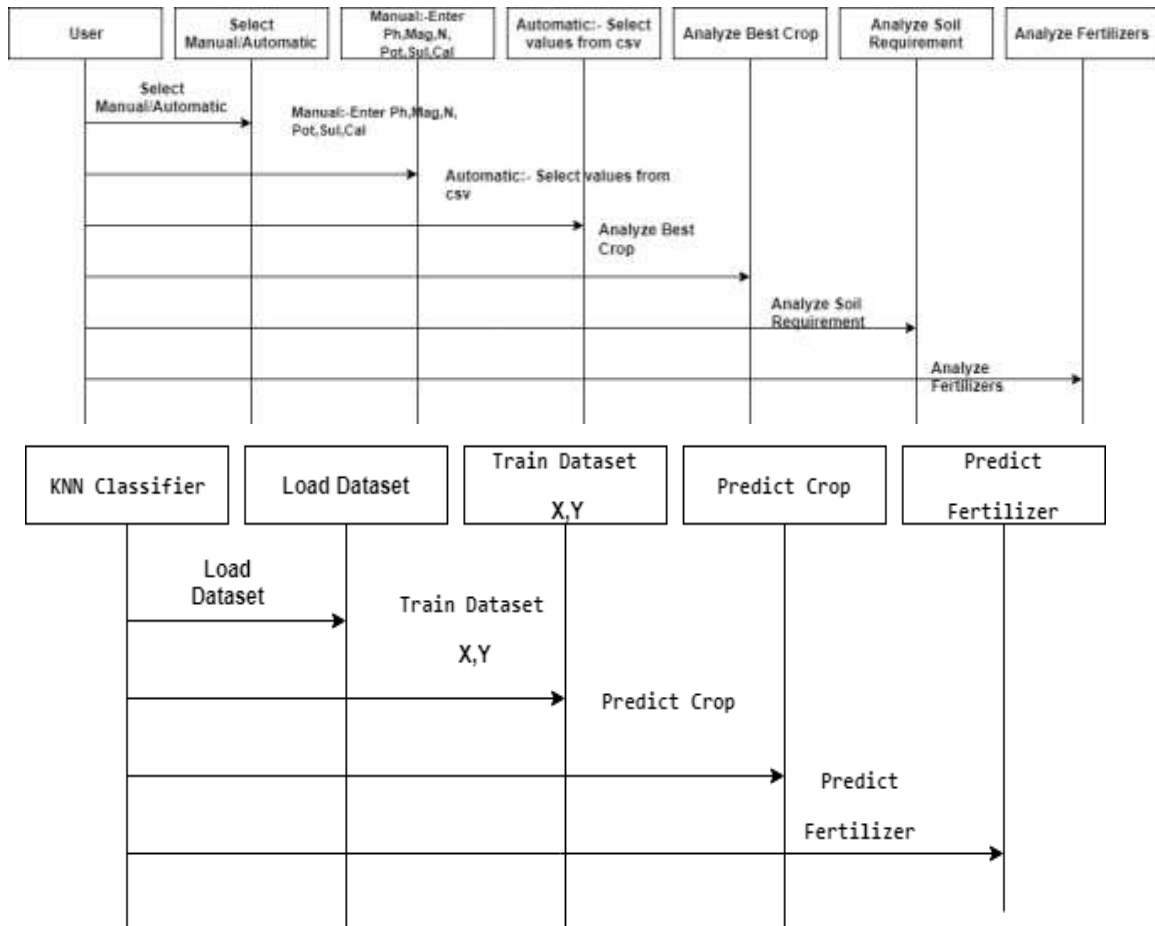 User
Select
Manual/Automatic
Manual:-Enter
Ph,Mag,N,
Pot,Sul,Cal
Automatic:- Select
values from csv
Analyze Best Crop
Analyze Soil
Requirement
Analyze Fertilizers
Select
Manual/Automatic
Manual:-Enter Ph,Mag,N,
Pot,Sul,Cal
Automatic:- Select values from
csv
Analyze Best
Crop
Analyze Soil
Requirement
Analyze
Fertilizers
KNN Classifier
Load Dataset
Train Dataset
X,Y
Predict Crop
Predict
Fertilizer
Load
Dataset
Train Dataset
X,Y
Predict Crop
Predict
Fertilizer